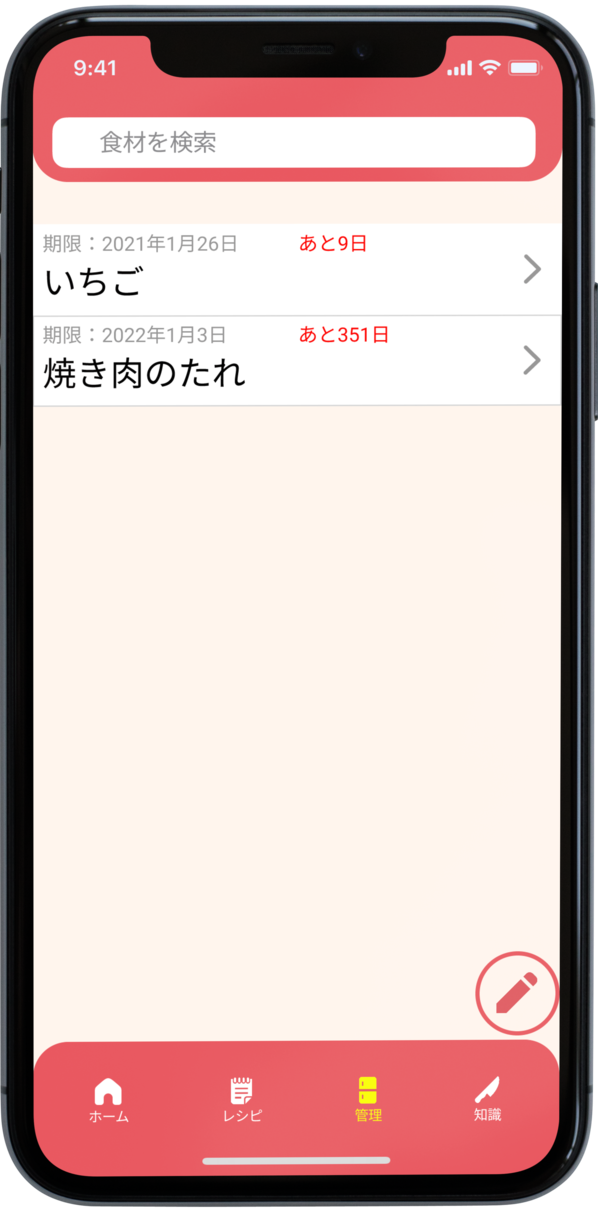 9:41
食材を検索
期限：2021年1月26日 あと9日
いちご
期限：2022年1月3日 あと351日
焼き肉のたれ
ホーム レシピ 管理 知識